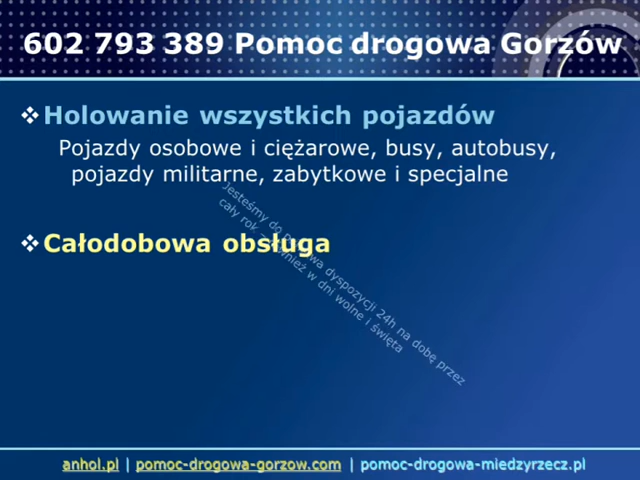 602 793 389 Pomoc drogowa Gorzów
Holowanie wszystkich pojazdów
Pojazdy osobowe i ciężarowe, busy, autobusy,
pojazdy militarne, zabytkowe i specjalne
Całodobowa obsługa
Jesteśmy do dyspozycji 24h na dobę przez
cały rok w dni wolne i święta
anhol.pl | pomoc-drogowa-gorzow.com | pomoc-drogowa-miedzyrzecz.pl